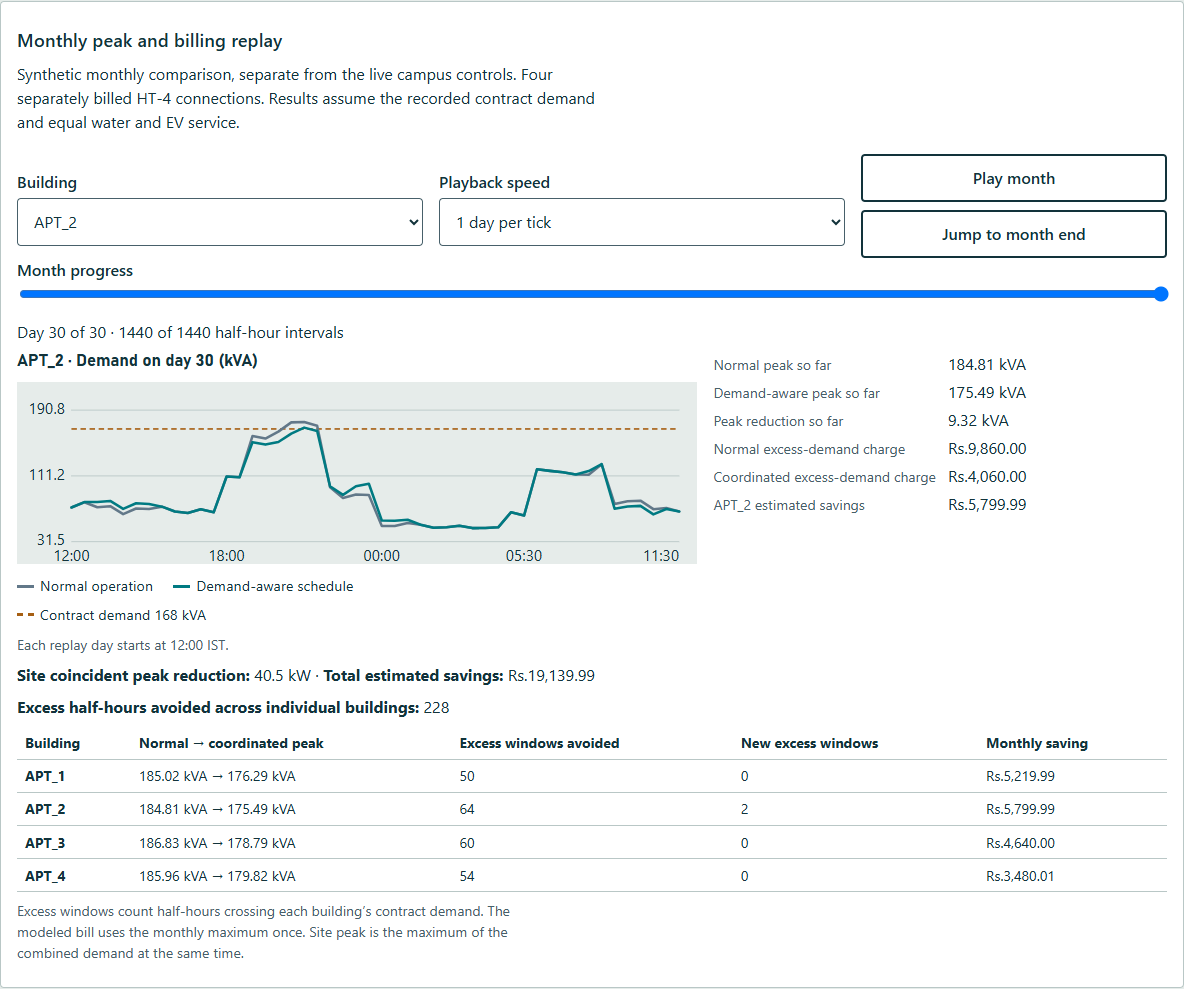 Monthly peak and billing replay
Synthetic monthly comparison, separate from the live campus controls. Four
separately billed HT-4 connections. Results assume the recorded contract demand
and equal water and EV service.
Building
APT_2
Playback speed
1 day per tick
Play month
Jump to month end
Month progress
Day 30 of 30 · 1440 of 1440 half-hour intervals
APT_2 · Demand on day 30 (kVA)
190.8
111.2
31.5
12:00 18:00 00:00 05:30 11:30
Normal operation Demand-aware schedule
Contract demand 168 kVA
Normal peak so far 184.81 kVA
Demand-aware peak so far 175.49 kVA
Peak reduction so far 9.32 kVA
Normal excess-demand charge Rs.9,860.00
Coordinated excess-demand charge Rs.4,060.00
APT_2 estimated savings Rs.5,799.99
Each replay day starts at 12:00 IST.
Site coincident peak reduction: 40.5 kW · Total estimated savings: Rs.19,139.99
Excess half-hours avoided across individual buildings: 228
Building Normal → coordinated peak Excess windows avoided New excess windows Monthly saving
APT_1 185.02 kVA → 176.29 kVA 50 0 Rs.5,219.99
APT_2 184.81 kVA → 175.49 kVA 64 2 Rs.5,799.99
APT_3 186.83 kVA → 178.79 kVA 60 0 Rs.4,640.00
APT_4 185.96 kVA → 179.82 kVA 54 0 Rs.3,480.01
Excess windows count half-hours crossing each building’s contract demand. The
modeled bill uses the monthly maximum once. Site peak is the maximum of the
combined demand at the same time.